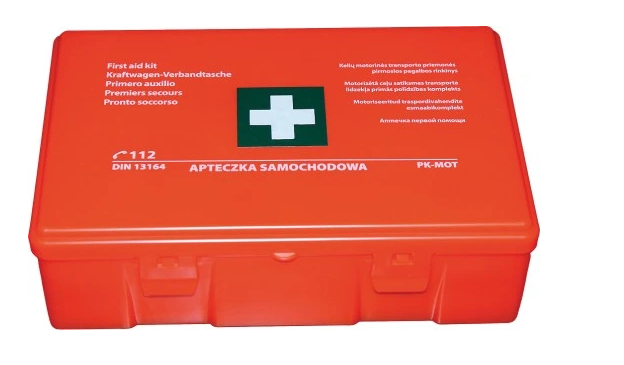 First aid kit
Kraftwagen-Verbandtasche
Primero auxilio
Premiers secours
Pronto soccorso
Kelių motorinės transporto priemonės
pirmosios pagalbos rinkinys
Motorizētā ceļu satiksmes transporta
līdzekļa primās palīdzības komplekts
Motoriseeritud
esmaabikomplekt
Аптечка первой помощи
112
DIN 13164
APTECZKA SAMOCHODOWA
PK-MOT